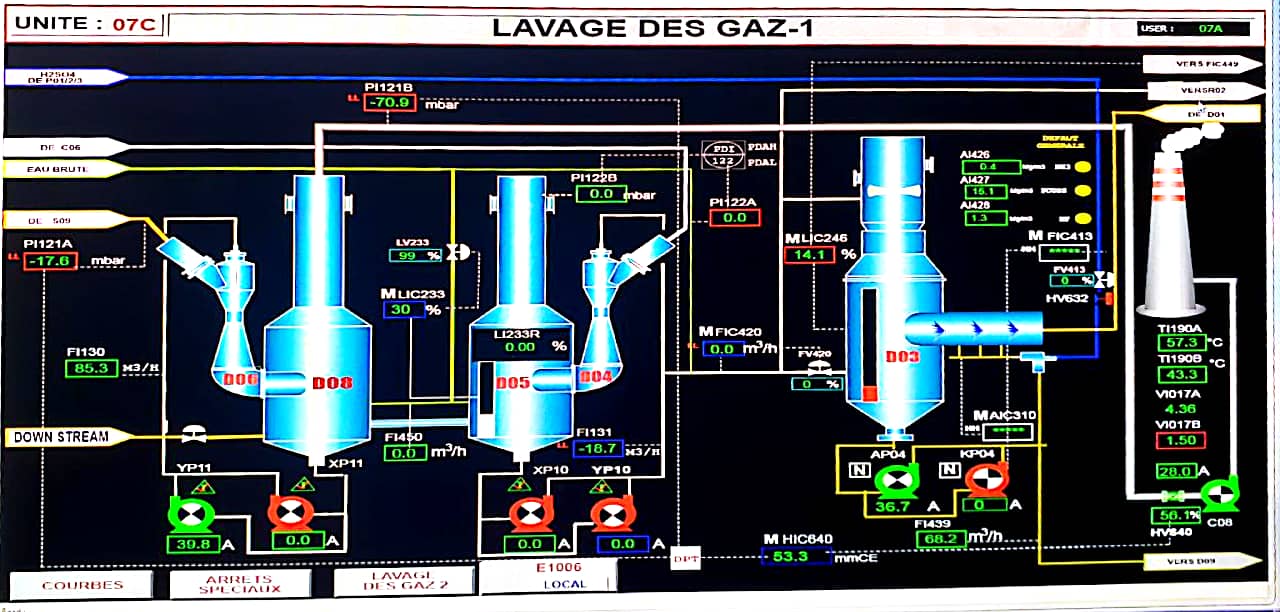 UNITE : 07C
LAVAGE DES GAZ-1
USER : 07A
H2SO4
DE P01/2/3
VERS FIC449
PI121B
LL -70.9 mbar
DE D01
DE C06
PDI
122
PDAH
PDAL
EAU BRUTE
PI122B
0.0 mbar
AI426
0.4
AI427
15.1
AI428
1.3
DE S09
PI122A
0.0
PI121A
LL -17.6 mbar
LV233
99 %
M LIC246
14.1 %
M FIC413
HH *****
FV413
0 %
HV632
M LIC233
30 %
LI233R
0.00 %
M FIC420
LL 0.0 m³/h
FV420
0 %
TI190A
57.3 °C
TI190B
43.3 °C
VI017A
4.36
VI017B
1.50
FI130
85.3 M3/H
D06
D08
D05
D04
D03
M AIC310
HH *****
DOWN STREAM
FI450
0.0 m³/h
FI131
LL -18.7 M3/H
YP11
XP11
XP10
YP10
AP04
N
KP04
N
28.0 A
39.8 A
0.0 A
0.0 A
0.0 A
36.7 A
0 A
56.1%
C08
HV640
FI439
68.2 m³/h
M HIC640
53.3 mmCE
DPT
VERS D09
COURBES
ARRETS
SPECIAUX
LAVAGE
DES GAZ 2
E1006
LOCAL